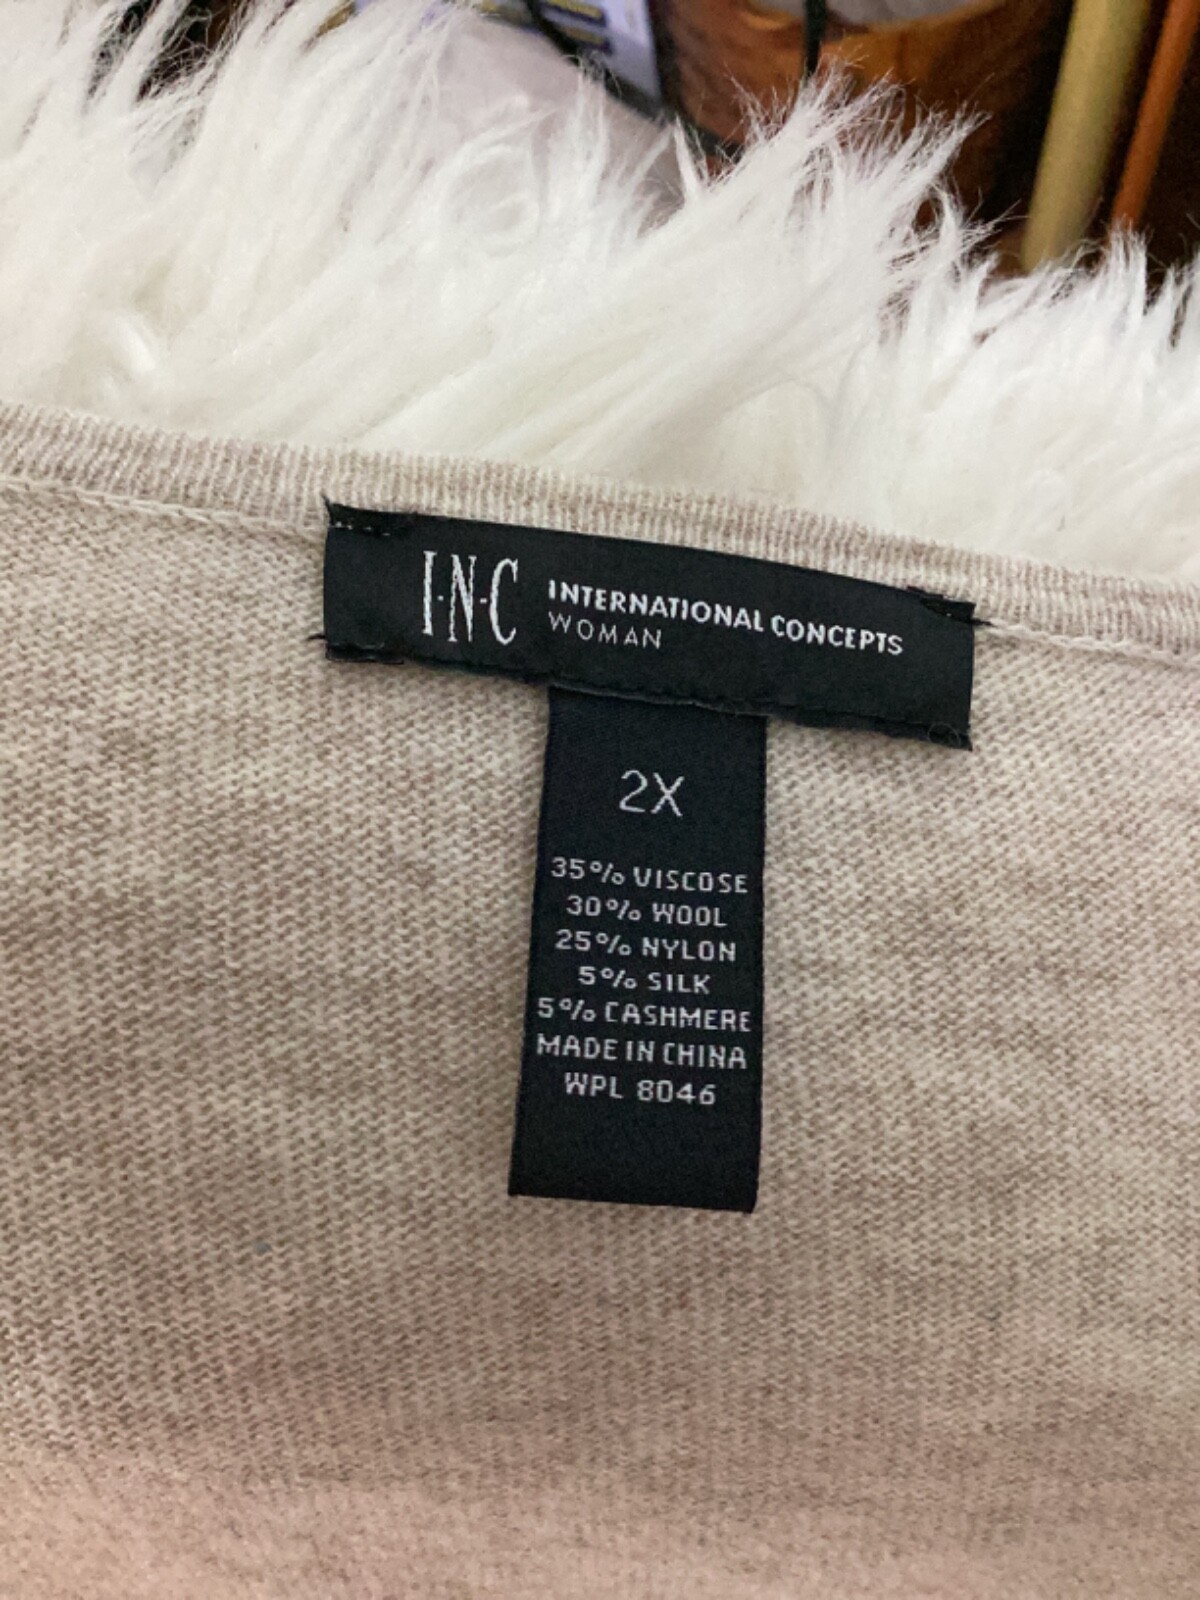 I·N·C INTERNATIONAL CONCEPTS
WOMAN
2X
35% VISCOSE
30% WOOL
25% NYLON
5% SILK
5% CASHMERE
MADE IN CHINA
WPL 8046